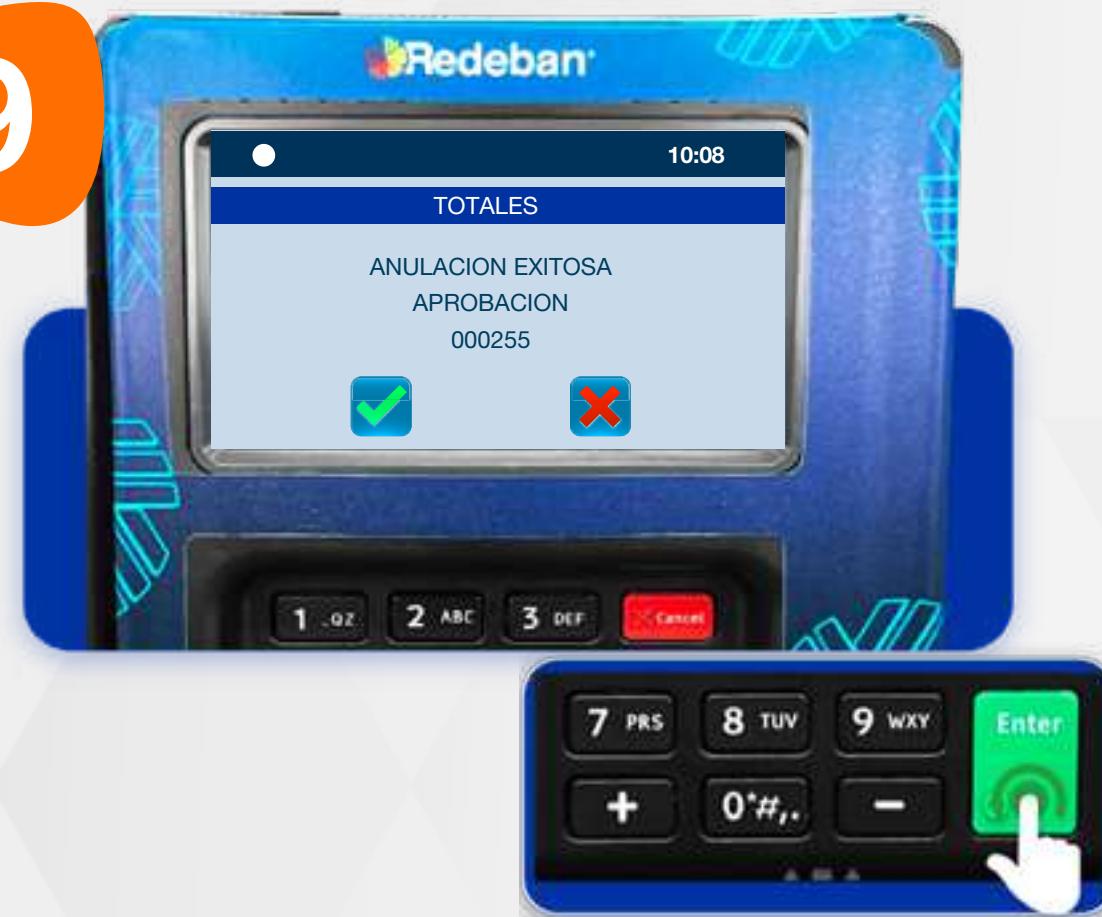 9
Redeban
10:08
TOTALES
ANULACION EXITOSA
APROBACION
000255
1 .QZ 2 ABC 3 DEF Cancel
7 PRS 8 TUV 9 WXY Enter
+ 0*#,. -